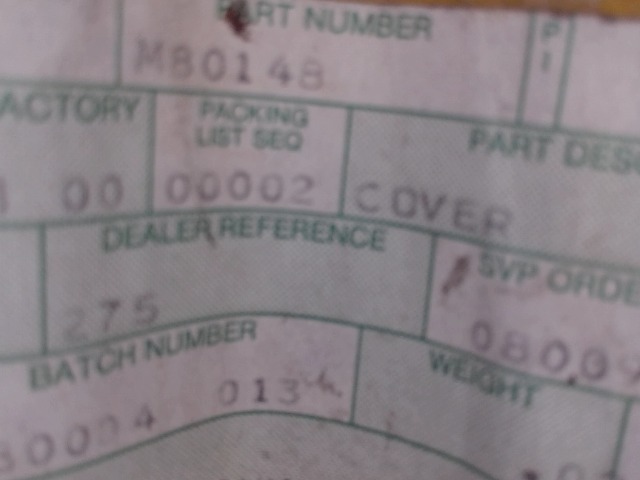 PART NUMBER
P
I
M80148
ACTORY
PACKING
LIST SEQ
PART DES
00
00002
COVER
DEALER REFERENCE
SVP ORDE
275
BATCH NUMBER
WEIGHT
013